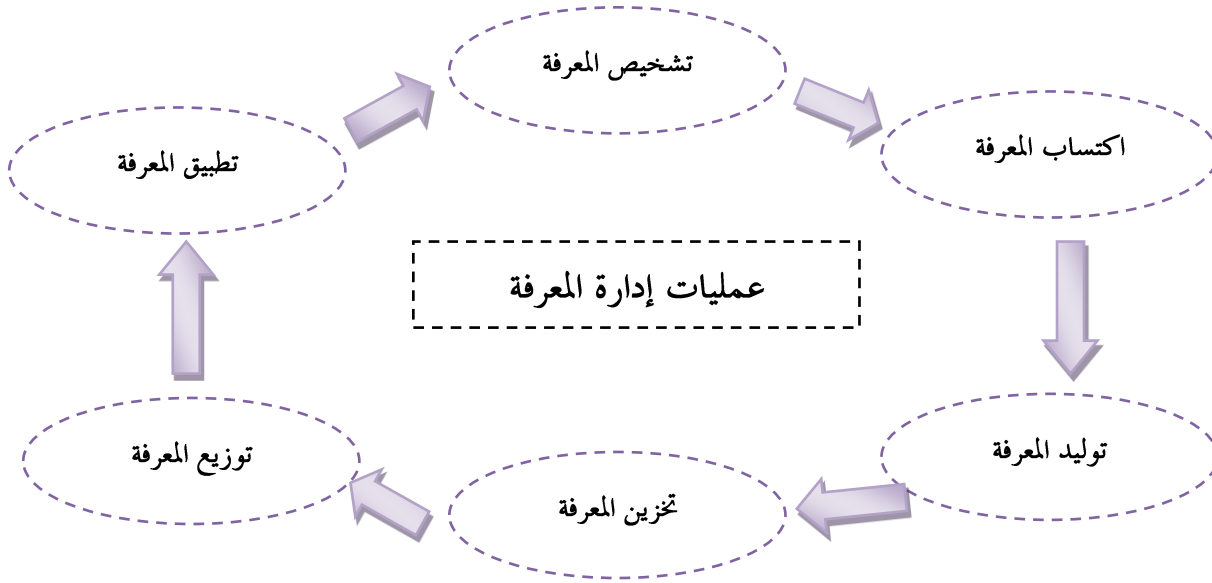 تشخيص المعرفة
اكتساب المعرفة
تطبيق المعرفة
عمليات إدارة المعرفة
توليد المعرفة
توزيع المعرفة
تخزين المعرفة